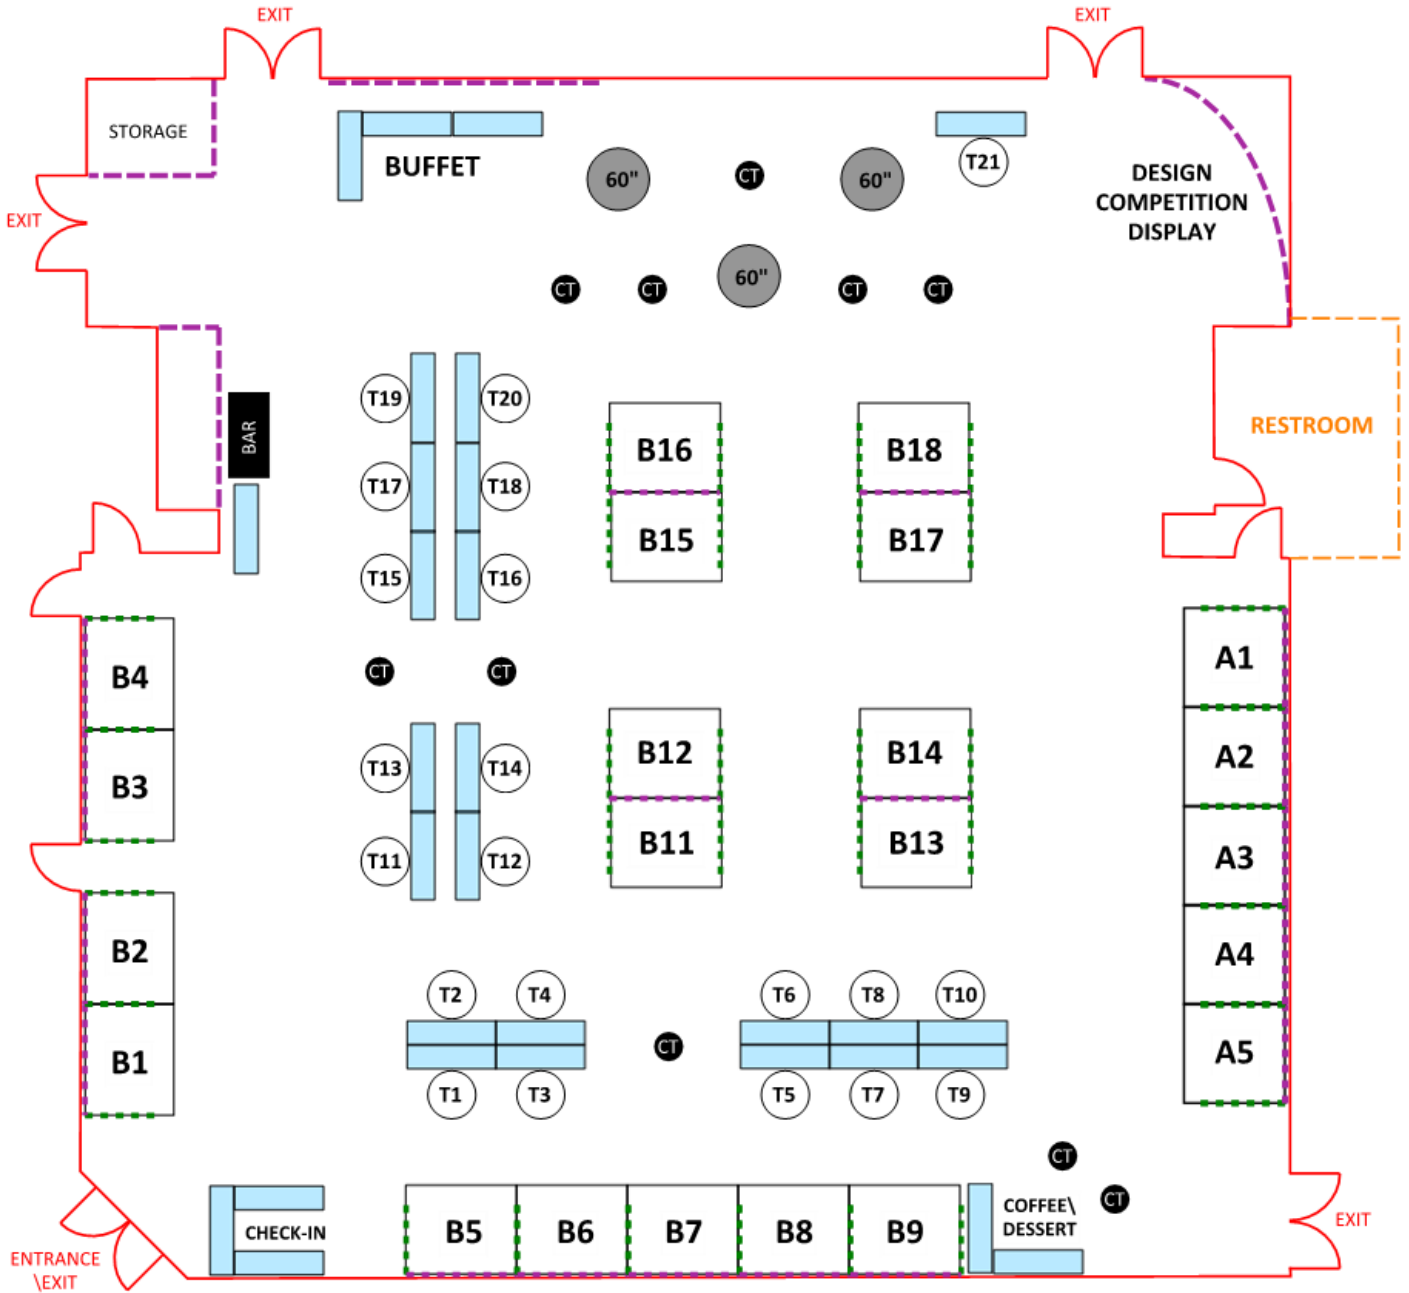 EXIT
EXIT
STORAGE
BUFFET
60"
CT
60"
T21
DESIGN
COMPETITION
DISPLAY
EXIT
60"
CT
CT
CT
CT
T19
T20
BAR
B16
B18
RESTROOM
T17
T18
B15
B17
T15
T16
CT
CT
B4
A1
B3
T13
T14
B12
B14
A2
T11
T12
B11
B13
A3
B2
A4
T2
T4
T6
T8
T10
B1
CT
A5
T1
T3
T5
T7
T9
CT
CT
CHECK-IN
B5
B6
B7
B8
B9
COFFEE\
DESSERT
EXIT
ENTRANCE
\EXIT